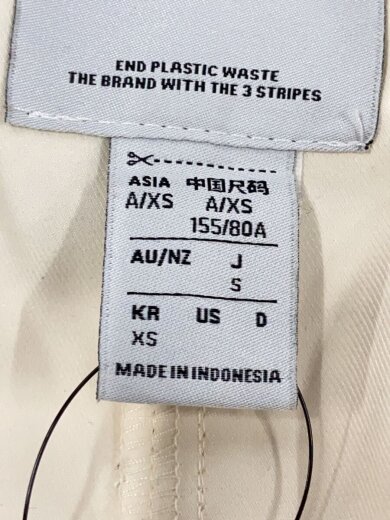 END PLASTIC WASTE
THE BRAND WITH THE 3 STRIPES
ASIA 中国尺码
A/XS A/XS
155/80A
AU/NZ J
S
KR US D
XS
MADE IN INDONESIA